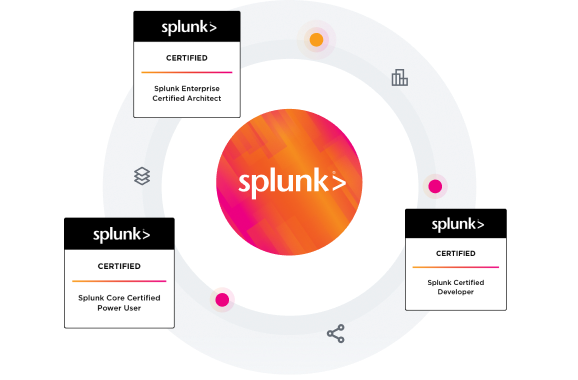 splunk>
CERTIFIED
Splunk Enterprise
Certified Architect
splunk>
splunk>
CERTIFIED
Splunk Certified
Developer
splunk>
CERTIFIED
Splunk Core Certified
Power User